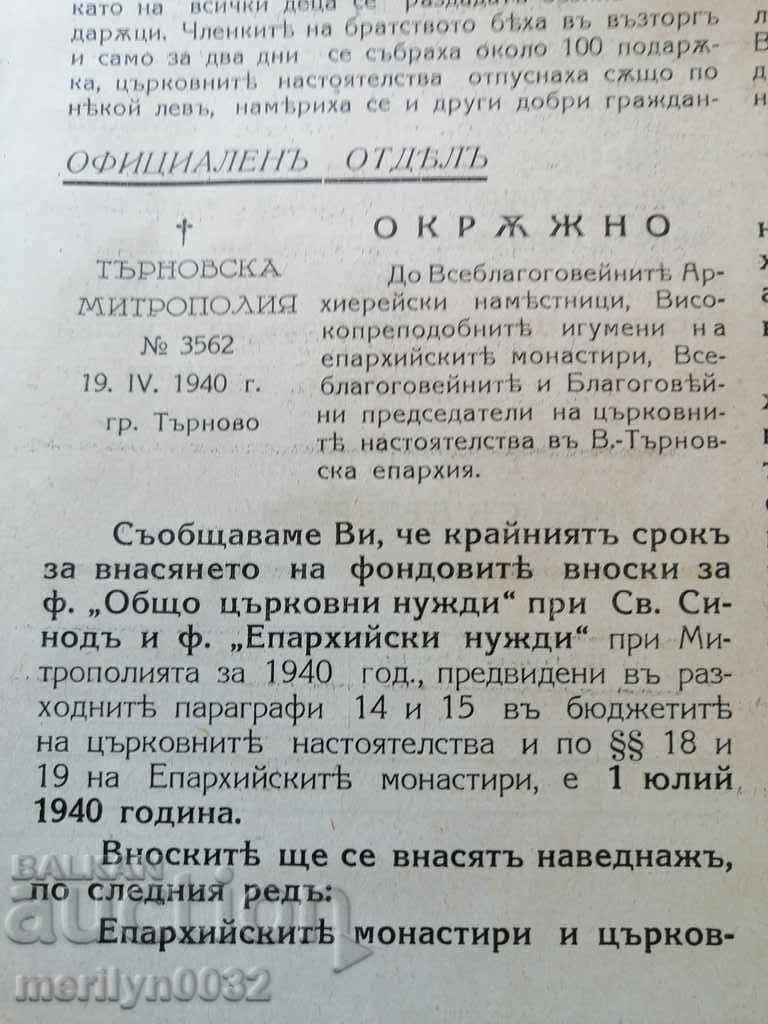 като на всички деца се раздадат
дарѫци. Членкитѣ на братството бѣха въ възторгъ
и само за два дни се събраха около 100 подарѫ-
ка, църковнитѣ настоятелства отпуснаха сѫщо по
нѣкой левъ, намѣриха се и други добри граждан-
ОФИЦИАЛЕНЪ ОТДѢЛЪ
†
ТЪРНОВСКА
МИТРОПОЛИЯ
№ 3562
19. IV. 1940 г.
гр. Търново
ОКРѪЖНО
До Всеблагоговейнитѣ Ар-
хиерейски намѣстници, Висо-
копреподобнитѣ игумени на
епархийскитѣ монастири, Все-
благоговейнитѣ и Благоговѣй-
ни председатели на църковни-
тѣ настоятелства въ В.-Търнов-
ска епархия.
Съобщаваме Ви, че крайниятъ срокъ
за внасянето на фондовитѣ вноски за
ф. „Общо църковни нужди“ при Св. Си-
нодъ и ф. „Епархийски нужди“ при Ми-
трополията за 1940 год., предвидени въ раз-
ходнитѣ параграфи 14 и 15 въ бюджетитѣ
на църковнитѣ настоятелства и по §§ 18 и
19 на Епархийскитѣ монастири, е 1 юлий
1940 година.
Вноскитѣ ще се внасятъ наведнажъ,
по следния редъ:
Епархийскитѣ монастири и църков-
BALKAN
auction
merilyn0032